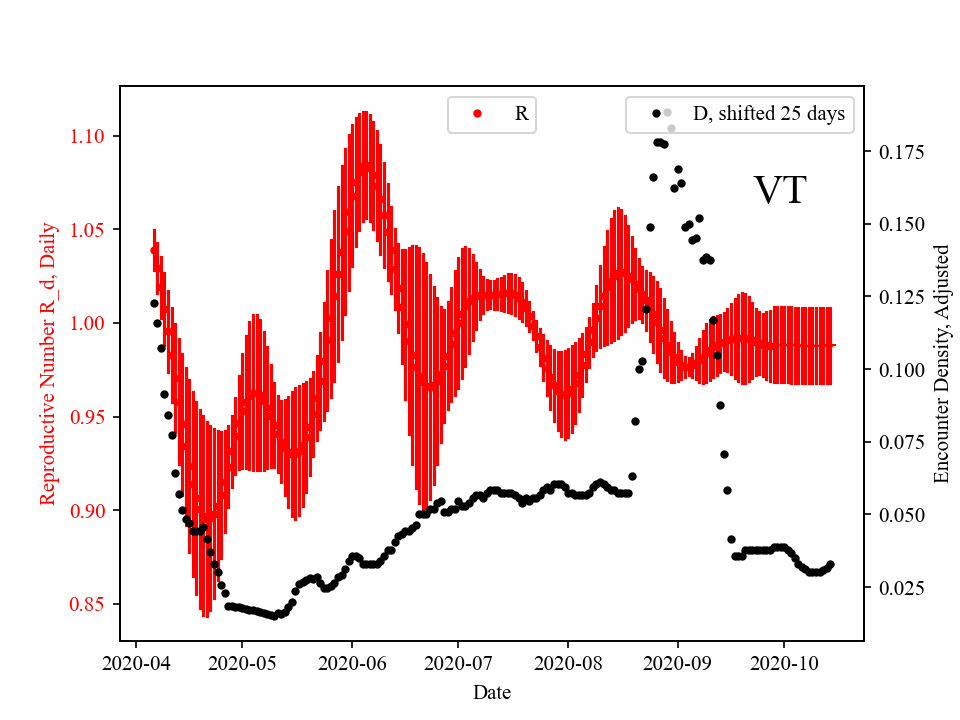 R
D, shifted 25 days
VT
Reproductive Number R_d, Daily
1.10
1.05
1.00
0.95
0.90
0.85
0.175
0.150
0.125
0.100
0.075
0.050
0.025
Encounter Density, Adjusted
2020-04 2020-05 2020-06 2020-07 2020-08 2020-09 2020-10
Date